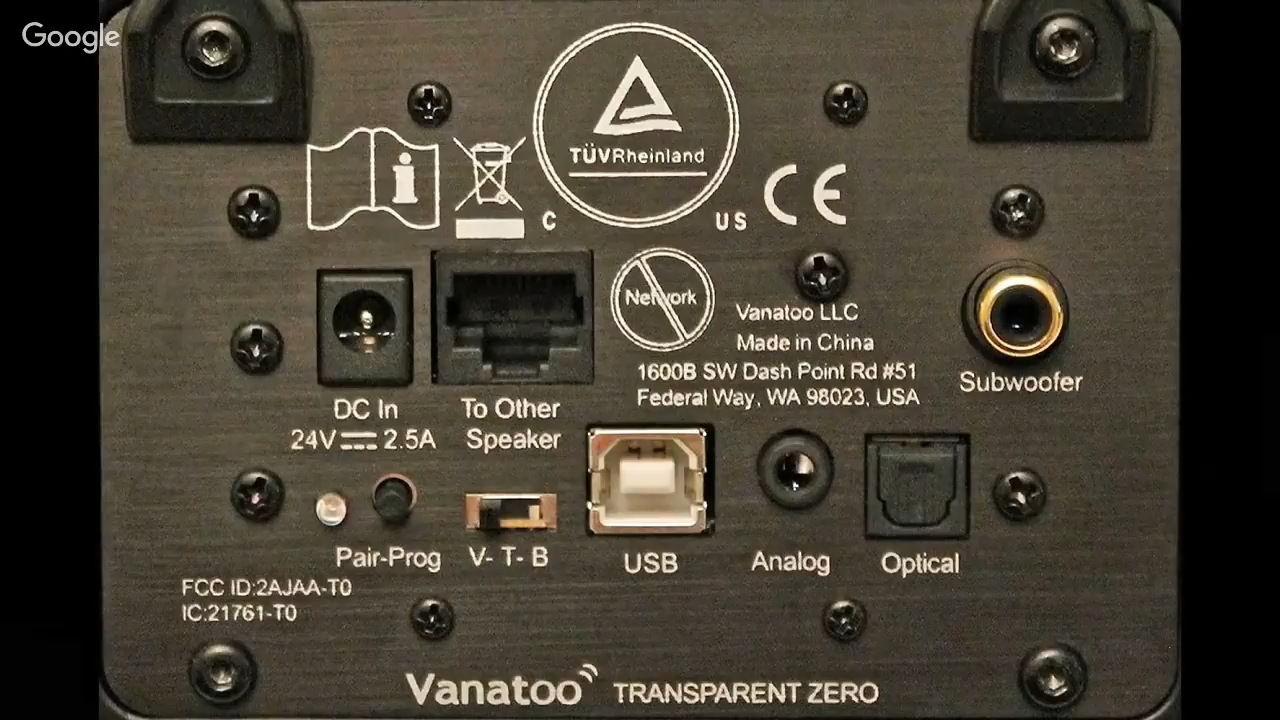 Google
TÜVRheinland
i
C
US
CE
Network
Vanatoo LLC
Made in China
1600B SW Dash Point Rd #51
Federal Way, WA 98023, USA
Subwoofer
DC In
24V 2.5A
To Other
Speaker
Pair-Prog
V- T- B
USB
Analog
Optical
FCC ID:2AJAA-T0
IC:21761-T0
Vanatoo TRANSPARENT ZERO